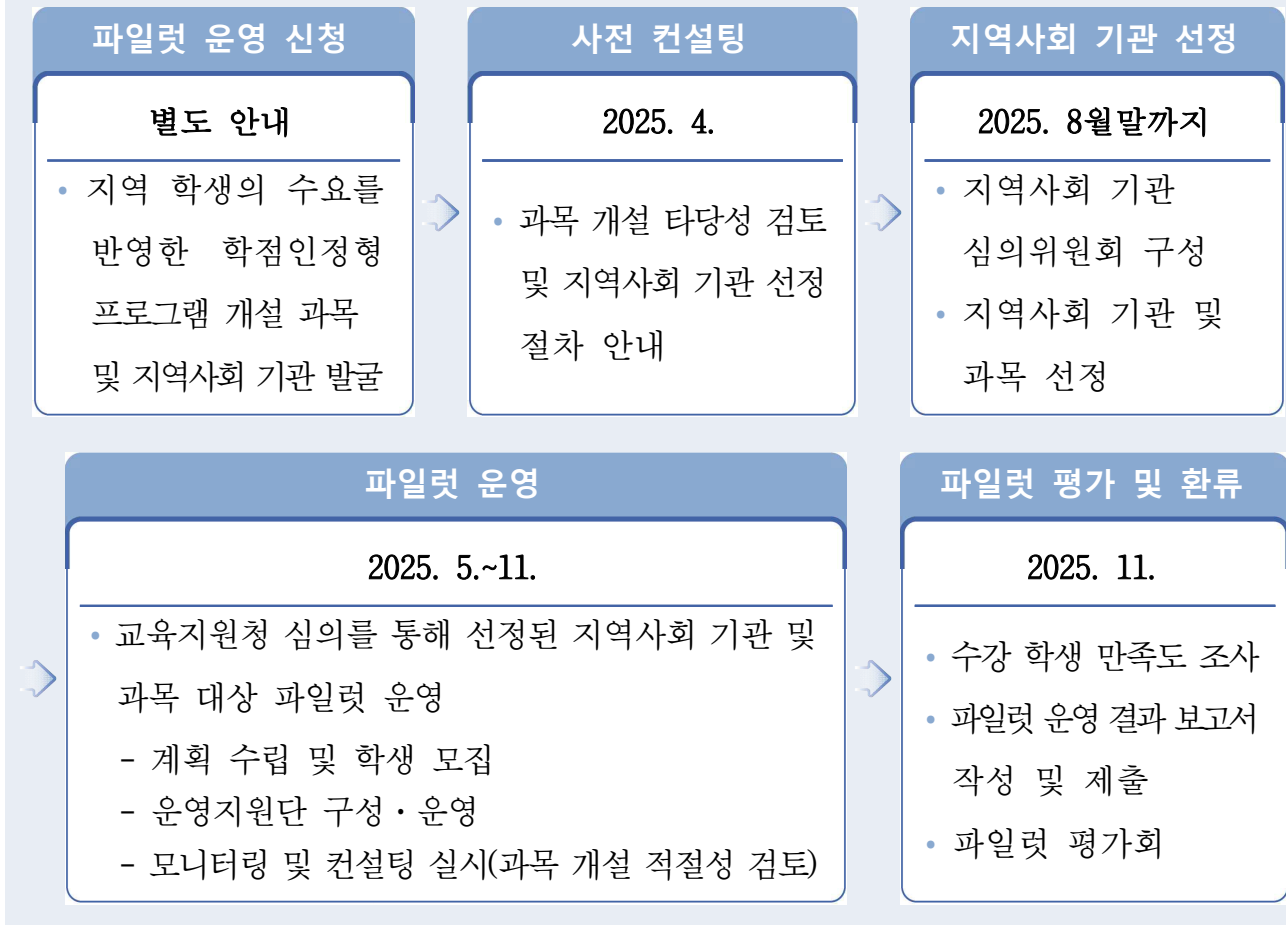 파일럿 운영 신청
별도 안내
• 지역 학생의 수요를
반영한 학점인정형
프로그램 개설 과목
및 지역사회 기관 발굴
사전 컨설팅
2025. 4.
• 과목 개설 타당성 검토
및 지역사회 기관 선정
절차 안내
지역사회 기관 선정
2025. 8월말까지
• 지역사회 기관
심의위원회 구성
• 지역사회 기관 및
과목 선정
파일럿 운영
2025. 5.~11.
• 교육지원청 심의를 통해 선정된 지역사회 기관 및
과목 대상 파일럿 운영
- 계획 수립 및 학생 모집
- 운영지원단 구성·운영
- 모니터링 및 컨설팅 실시(과목 개설 적절성 검토)
파일럿 평가 및 환류
2025. 11.
• 수강 학생 만족도 조사
• 파일럿 운영 결과 보고서
작성 및 제출
• 파일럿 평가회